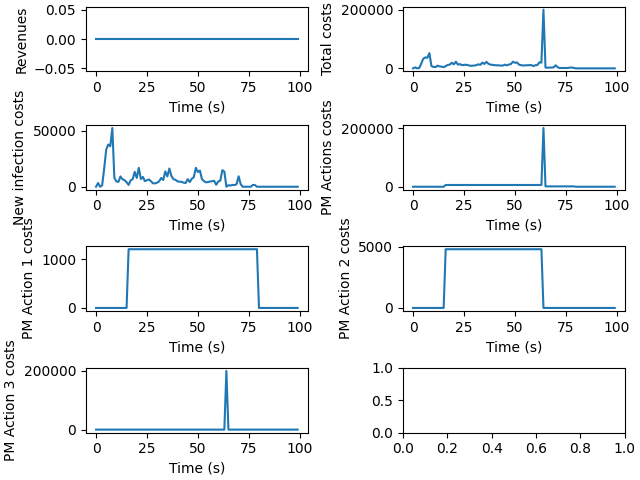 Revenues
0.05
0.00
−0.05
0 25 50 75 100
Time (s)
Total costs
200000
0
0 25 50 75 100
Time (s)
New infection costs
50000
0
0 25 50 75 100
Time (s)
PM Actions costs
200000
0
0 25 50 75 100
Time (s)
PM Action 1 costs
1000
0
0 25 50 75 100
Time (s)
PM Action 2 costs
5000
0
0 25 50 75 100
Time (s)
PM Action 3 costs
200000
0
0 25 50 75 100
Time (s)
1.0
0.5
0.0
0.0 0.2 0.4 0.6 0.8 1.0